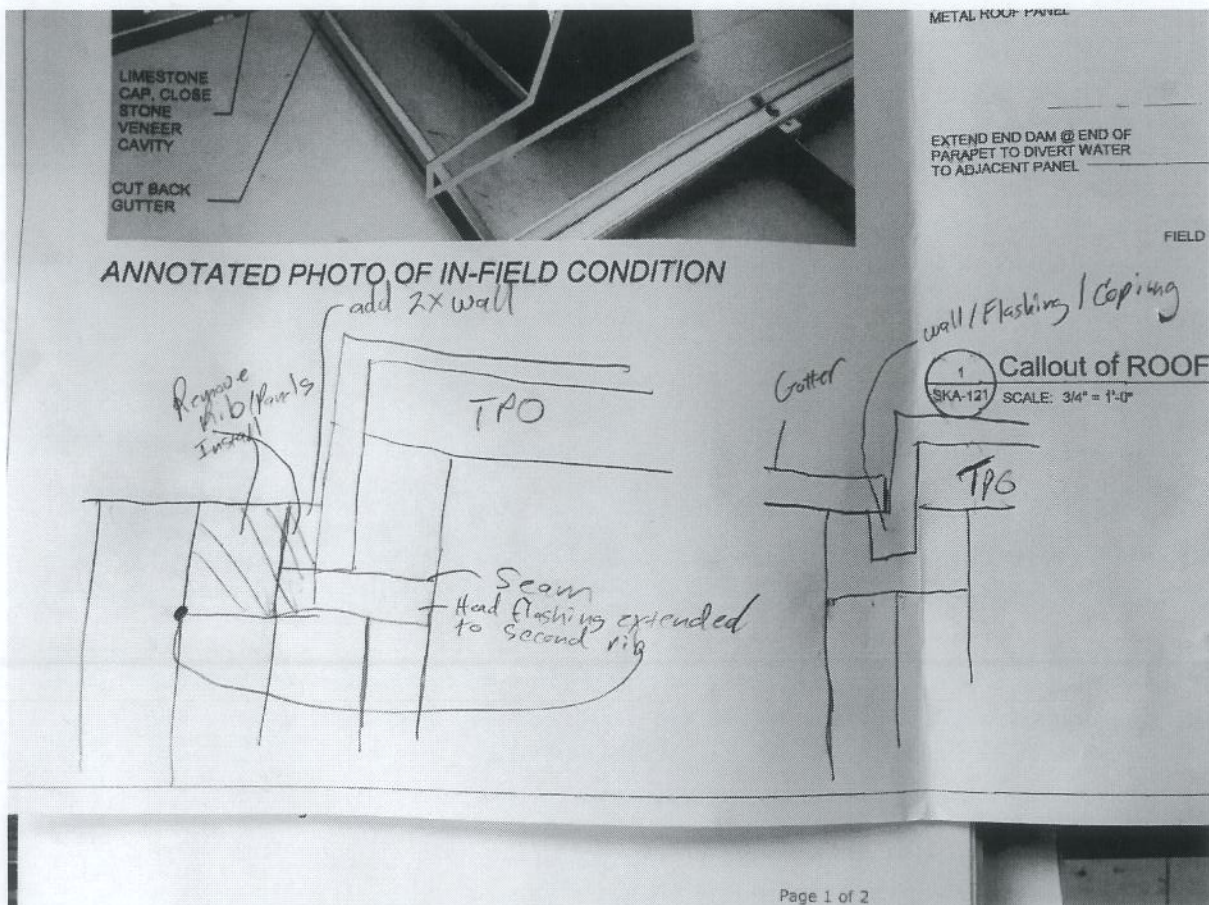 METAL ROOF PANEL
LIMESTONE
CAP, CLOSE
STONE
VENEER
CAVITY
CUT BACK
GUTTER
EXTEND END DAM @ END OF
PARAPET TO DIVERT WATER
TO ADJACENT PANEL
FIELD
ANNOTATED PHOTO OF IN-FIELD CONDITION
add 2x wall
Remove
Rib/Panels
Install
TPO
Seam
Head flashing extended
to second rib
Gutter
wall/Flashing/Copiung
1
SKA-121
Callout of ROOF
SCALE: 3/4" = 1'-0"
TPO
Page 1 of 2